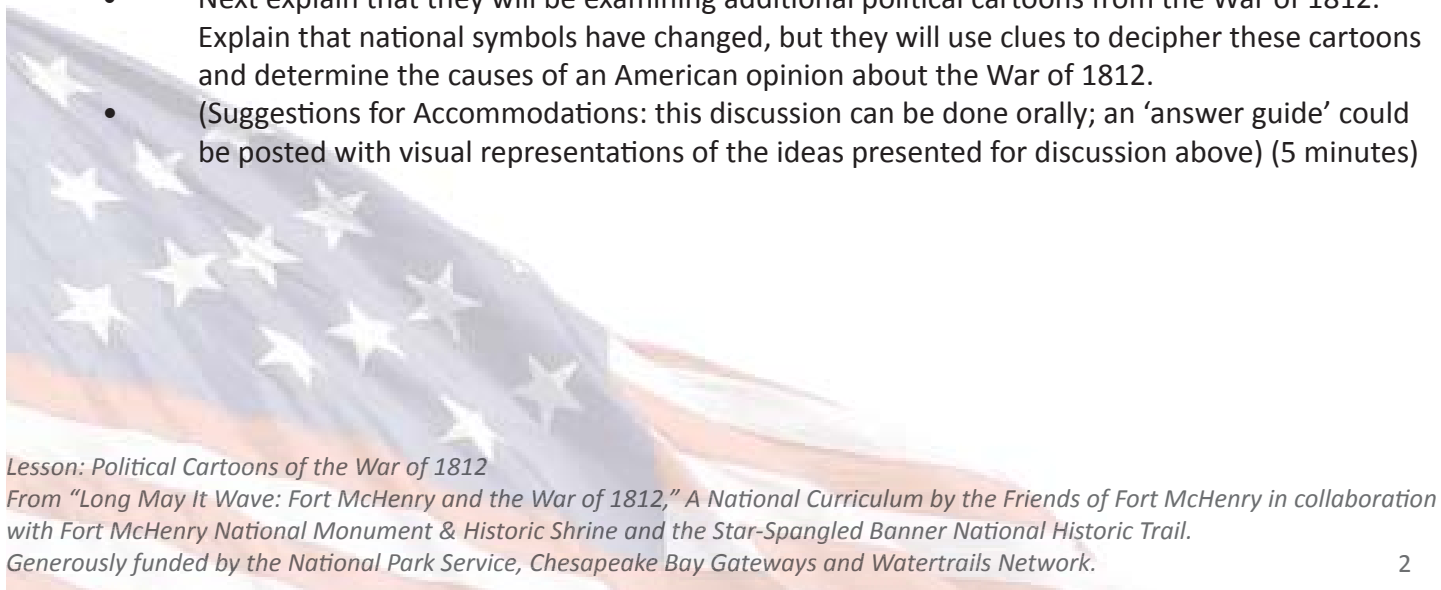 • Next explain that they will be examining additional political cartoons from the War of 1812.
Explain that national symbols have changed, but they will use clues to decipher these cartoons
and determine the causes of an American opinion about the War of 1812.
• (Suggestions for Accommodations: this discussion can be done orally; an ‘answer guide’ could
be posted with visual representations of the ideas presented for discussion above) (5 minutes)
Lesson: Political Cartoons of the War of 1812
From “Long May It Wave: Fort McHenry and the War of 1812,” A National Curriculum by the Friends of Fort McHenry in collaboration
with Fort McHenry National Monument & Historic Shrine and the Star-Spangled Banner National Historic Trail.
Generously funded by the National Park Service, Chesapeake Bay Gateways and Watertrails Network. 2